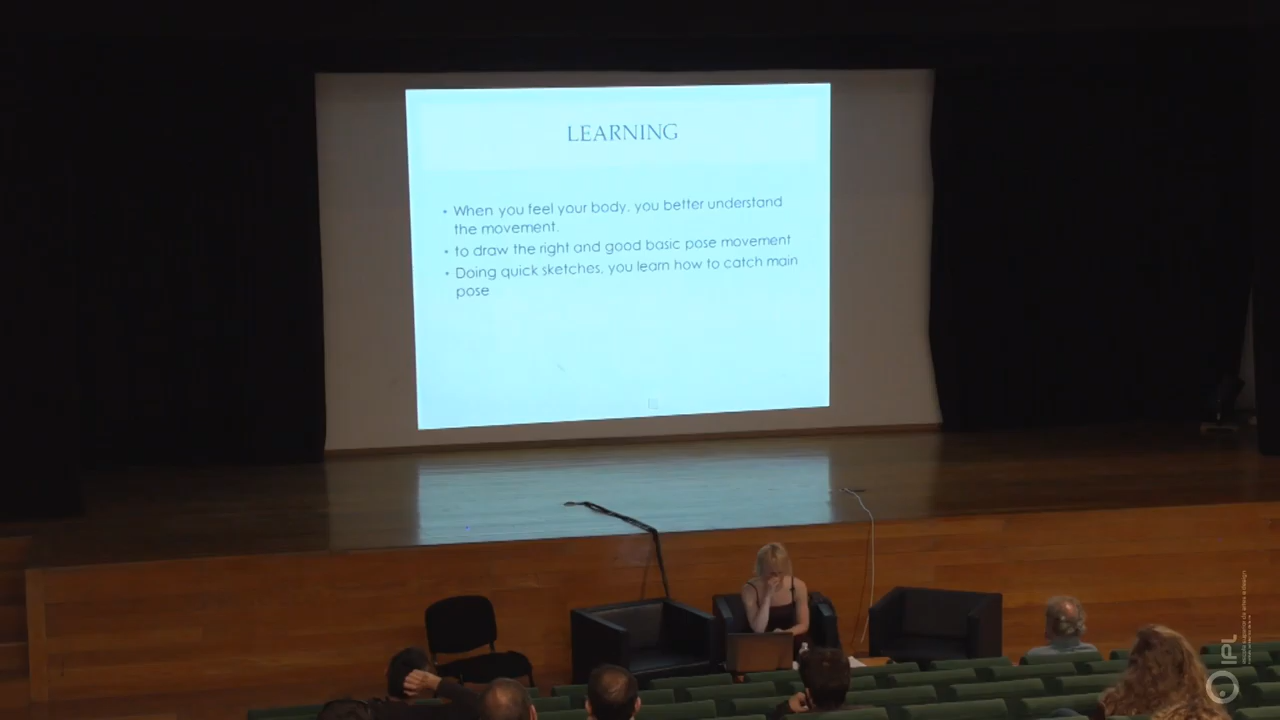 LEARNING
• When you feel your body, you better understand
the movement.
• to draw the right and good basic pose movement
• Doing quick sketches, you learn how to catch main
pose
IPL